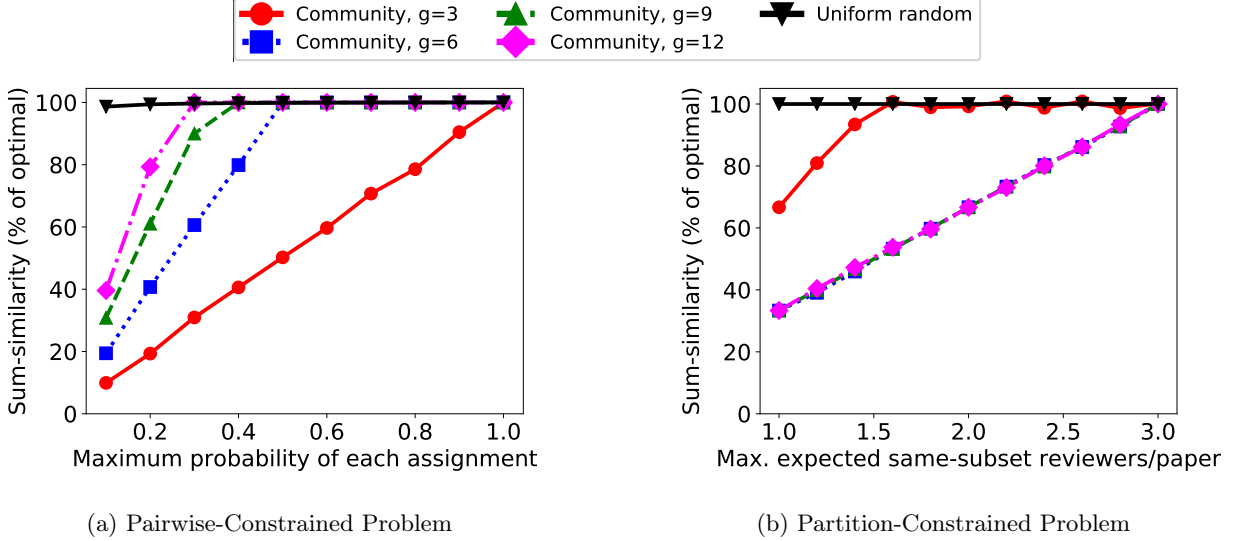 Community, g=3
Community, g=6
Community, g=9
Community, g=12
Uniform random
Sum-similarity (% of optimal)
100
80
60
40
20
0
0.2 0.4 0.6 0.8 1.0
Maximum probability of each assignment
(a) Pairwise-Constrained Problem
Sum-similarity (% of optimal)
100
80
60
40
20
0
1.0 1.5 2.0 2.5 3.0
Max. expected same-subset reviewers/paper
(b) Partition-Constrained Problem